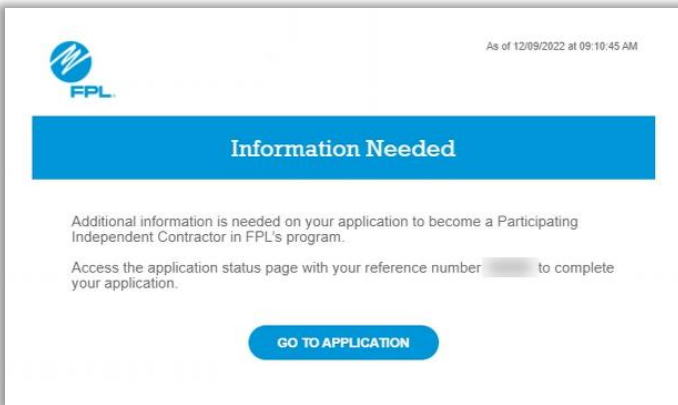 As of 12/09/2022 at 09:10:45 AM
FPL.
Information Needed
Additional information is needed on your application to become a Participating
Independent Contractor in FPL's program.
Access the application status page with your reference number to complete
your application.
GO TO APPLICATION